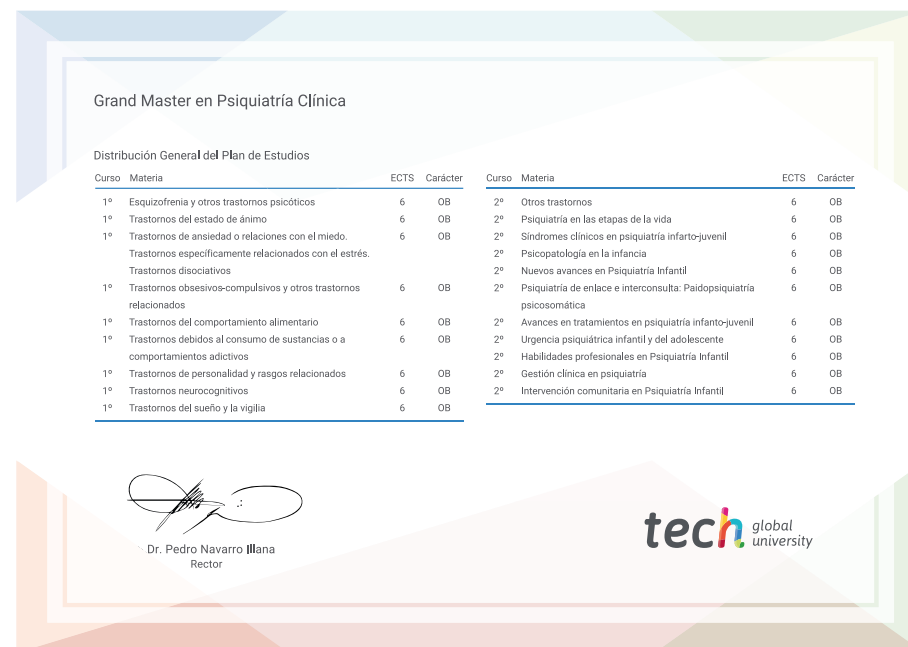 Grand Master en Psiquiatría Clínica
Distribución General del Plan de Estudios
Curso Materia ECTS Carácter
1º Esquizofrenia y otros trastornos psicóticos 6 OB
1º Trastornos del estado de ánimo 6 OB
1º Trastornos de ansiedad o relaciones con el miedo. 6 OB
Trastornos específicamente relacionados con el estrés.
Trastornos disociativos
1º Trastornos obsesivos-compulsivos y otros trastornos 6 OB
relacionados
1º Trastornos del comportamiento alimentario 6 OB
1º Trastornos debidos al consumo de sustancias o a 6 OB
comportamientos adictivos
1º Trastornos de personalidad y rasgos relacionados 6 OB
1º Trastornos neurocognitivos 6 OB
1º Trastornos del sueño y la vigilia 6 OB
Curso Materia ECTS Carácter
2º Otros trastornos 6 OB
2º Psiquiatría en las etapas de la vida 6 OB
2º Síndromes clínicos en psiquiatría infarto-juvenil 6 OB
2º Psicopatología en la infancia 6 OB
2º Nuevos avances en Psiquiatría Infantil 6 OB
2º Psiquiatría de enlace e interconsulta: Paidopsiquiatría 6 OB
psicosomática
2º Avances en tratamientos en psiquiatría infanto-juvenil 6 OB
2º Urgencia psiquiátrica infantil y del adolescente 6 OB
2º Habilidades profesionales en Psiquiatría Infantil 6 OB
2º Gestión clínica en psiquiatría 6 OB
2º Intervención comunitaria en Psiquiatría Infantil 6 OB
Dr. Pedro Navarro Illana
Rector
tech global
university